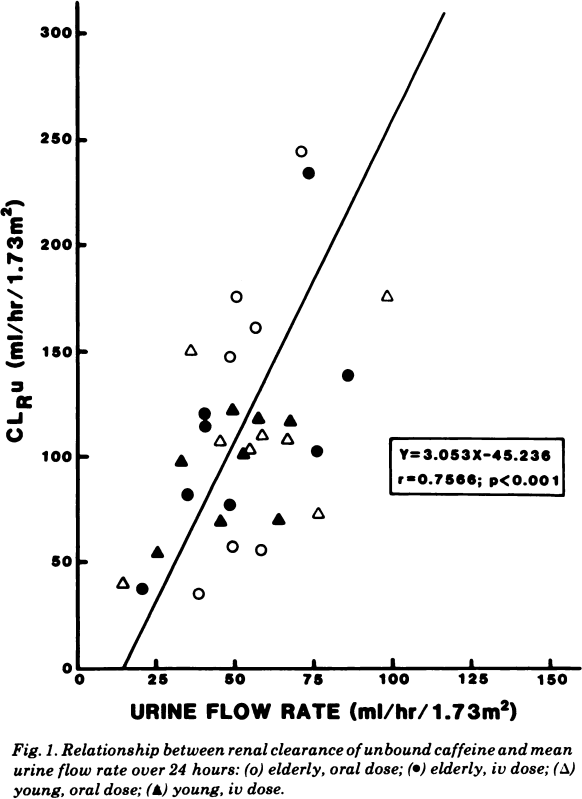 300
250
200
150
100
50
0
CL_R u (ml/hr/1.73m²)
Y=3.053X-45.236
r=0.7566; p<0.001
0 25 50 75 100 125 150
URINE FLOW RATE (ml/hr/1.73m²)
Fig. 1. Relationship between renal clearance of unbound caffeine and mean
urine flow rate over 24 hours: (o) elderly, oral dose; (●) elderly, iv dose; (△)
young, oral dose; (▲) young, iv dose.